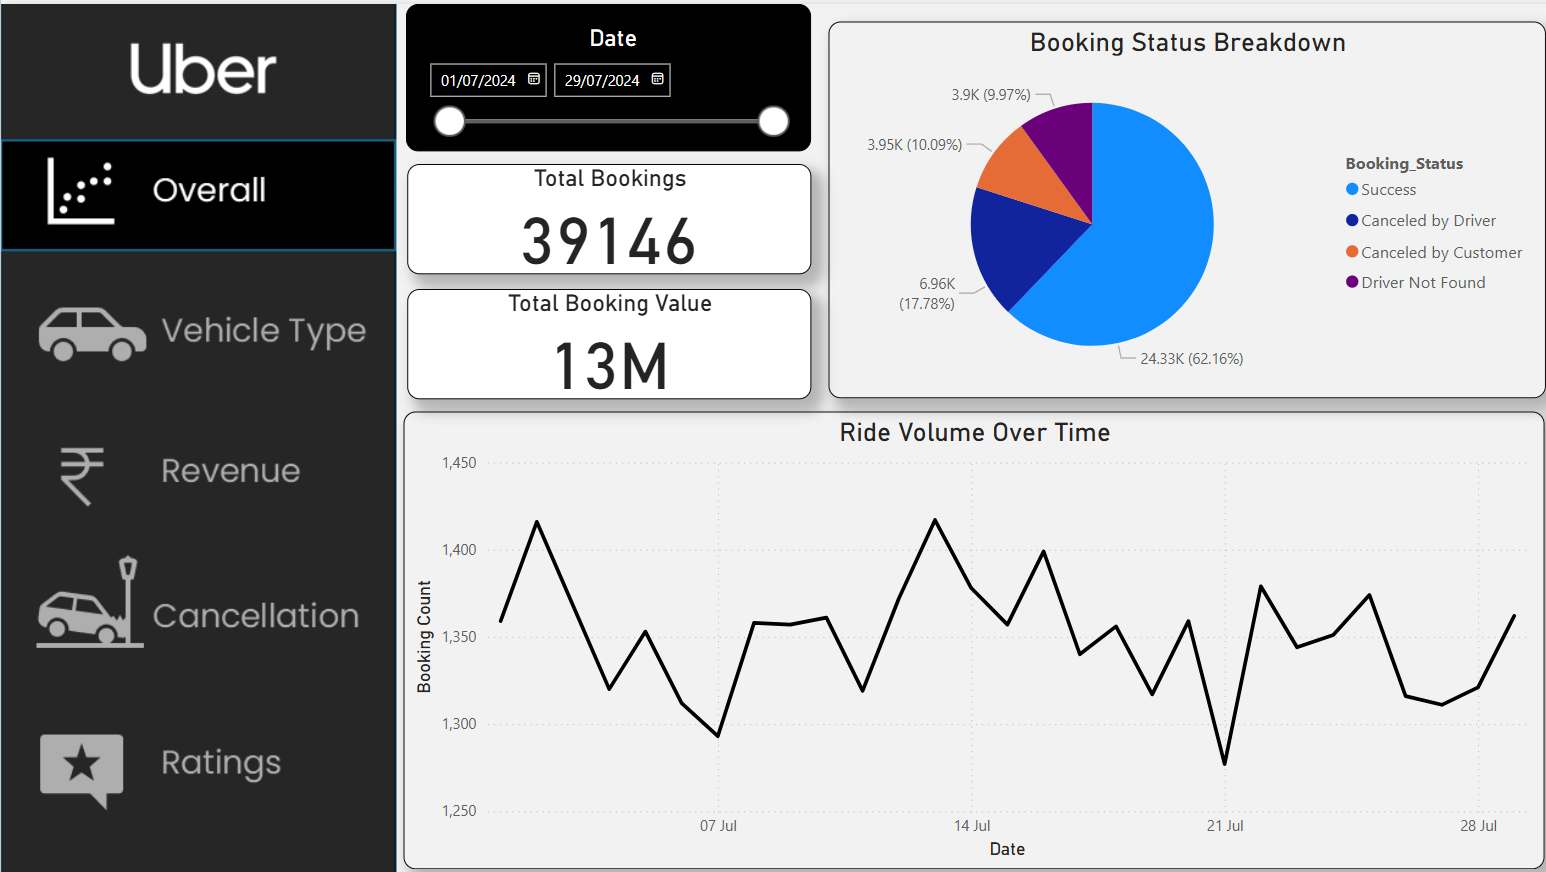 Uber
Overall
Vehicle Type
Revenue
Cancellation
Ratings
Date
01/07/2024
29/07/2024
Total Bookings
39146
Total Booking Value
13M
Booking Status Breakdown
3.9K (9.97%)
3.95K (10.09%)
6.96K
(17.78%)
24.33K (62.16%)
Booking_Status
Success
Canceled by Driver
Canceled by Customer
Driver Not Found
Ride Volume Over Time
Booking Count
1,450
1,400
1,350
1,300
1,250
07 Jul
14 Jul
21 Jul
28 Jul
Date